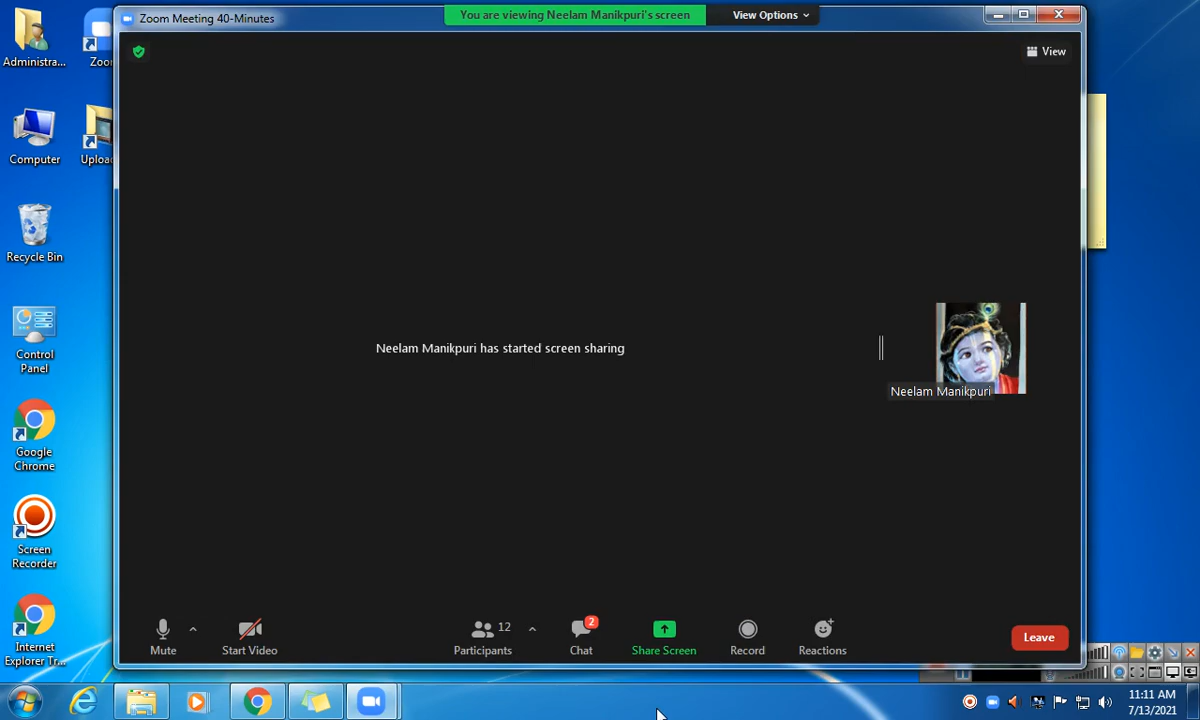 Zoom Meeting 40-Minutes
You are viewing Neelam Manikpuri's screen
View Options
View
Administra...
Zoo
Computer
Uploa
Recycle Bin
Control
Panel
Google
Chrome
Screen
Recorder
Internet
Explorer Tr...
Neelam Manikpuri has started screen sharing
Neelam Manikpuri
Mute
Start Video
12
Participants
2
Chat
Share Screen
Record
Reactions
Leave
11:11 AM
7/13/2021